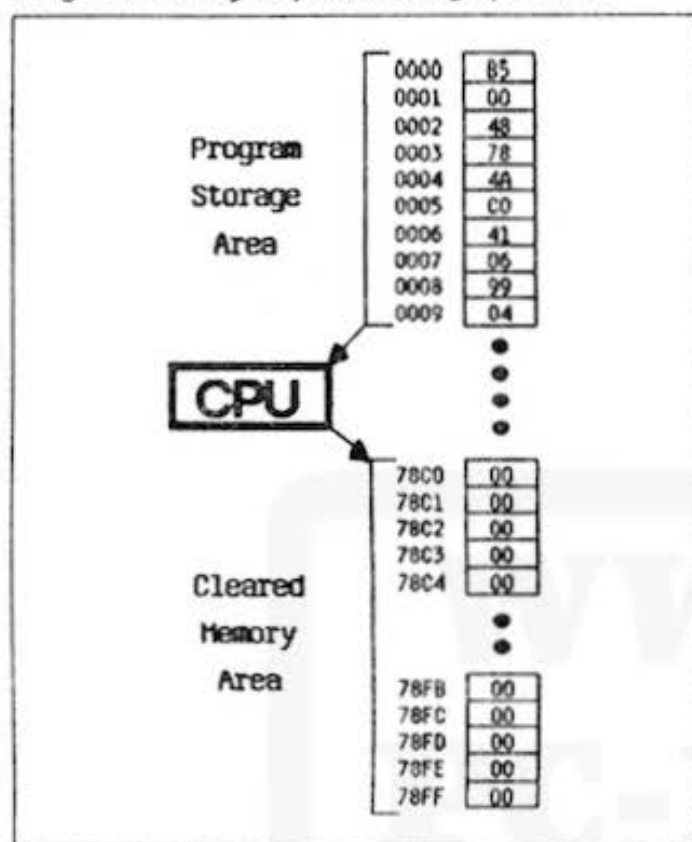 0000 B5
0001 00
0002 48
Program 0003 78
0004 4A
Storage 0005 C0
Area 0006 41
0007 06
0008 99
0009 04
CPU
78C0 00
78C1 00
78C2 00
78C3 00
Cleared 78C4 00
Memory
Area 78FB 00
78FC 00
78FD 00
78FE 00
78FF 00